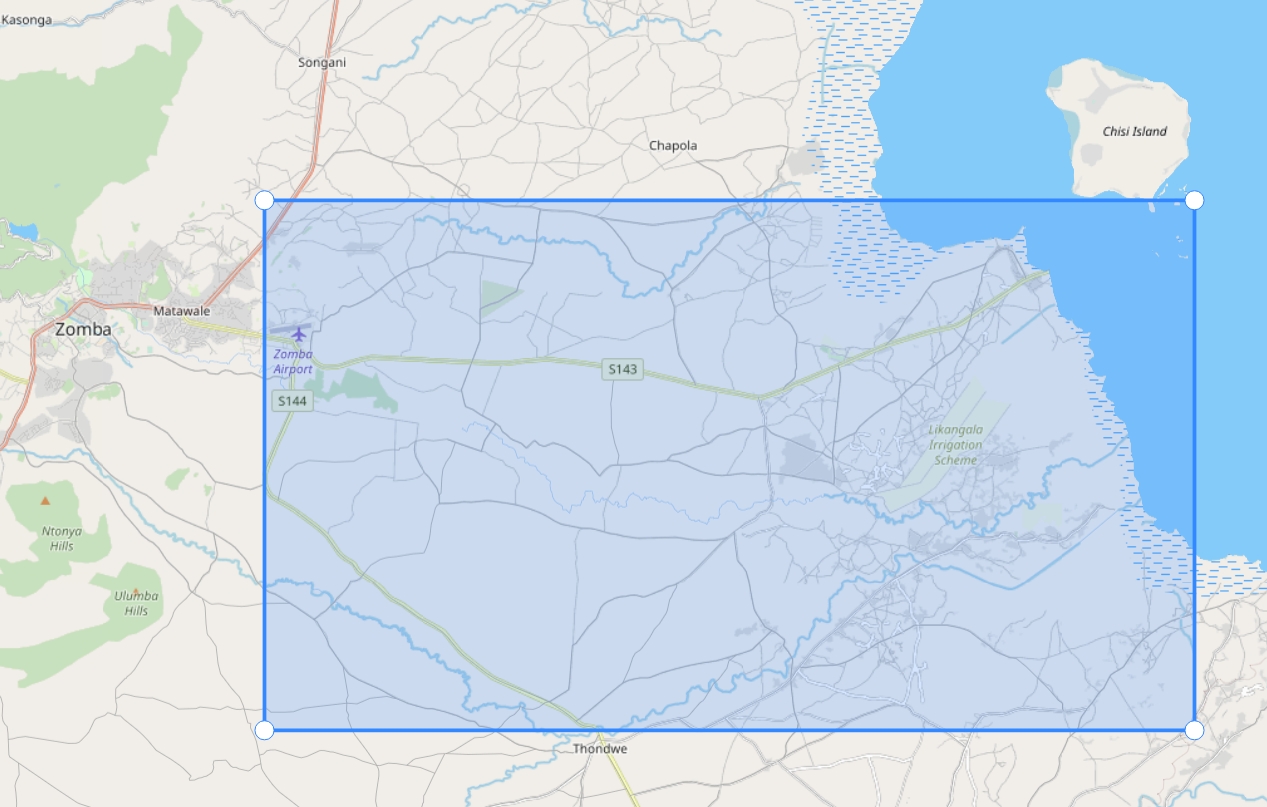 Kasonga
Songani
Chisi Island
Chapola
Matawale
Zomba
Zomba
Airport
S143
S144
Likangala
Irrigation
Scheme
Ntonya
Hills
Ulumba
Hills
Thondwe